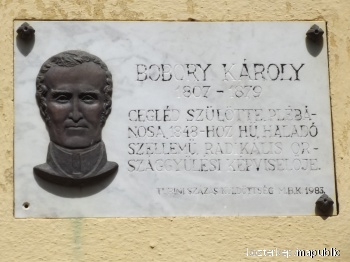 BOBORY KÁROLY
1807 - 1879
CEGLÉD SZÜLÖTTE, PLÉBÁ-
NOSA, 1848-HOZ HŰ, HALADÓ
SZELLEMŰ, RADIKÁLIS OR-
SZÁGGYŰLÉSI KÉPVISELŐJE.
M.H.K. 1983
mapublic